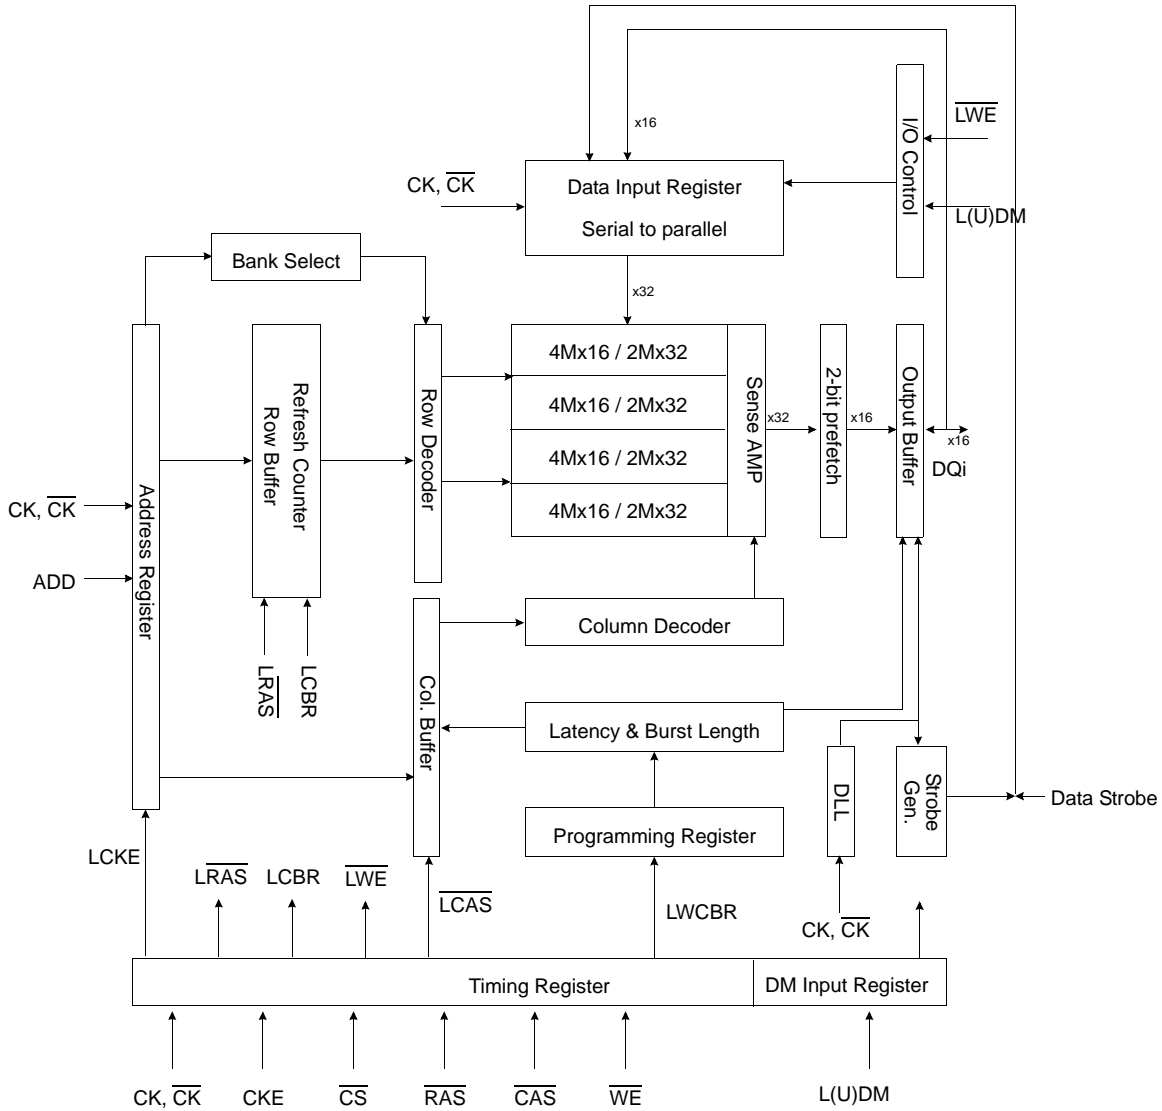 x16
I/O Control
LWE
CK, CK
Data Input Register
Serial to parallel
L(U)DM
Bank Select
x32
Address Register
Refresh Counter
Row Buffer
Row Decoder
4Mx16 / 2Mx32
4Mx16 / 2Mx32
4Mx16 / 2Mx32
4Mx16 / 2Mx32
Sense AMP
x32
2-bit prefetch
x16
Output Buffer
x16
DQi
CK, CK
ADD
LRAS
LCBR
Col. Buffer
Column Decoder
Latency & Burst Length
Programming Register
DLL
Strobe
Gen.
Data Strobe
LCKE
LRAS
LCBR
LWE
LCAS
LWCBR
CK, CK
Timing Register
DM Input Register
CK, CK
CKE
CS
RAS
CAS
WE
L(U)DM